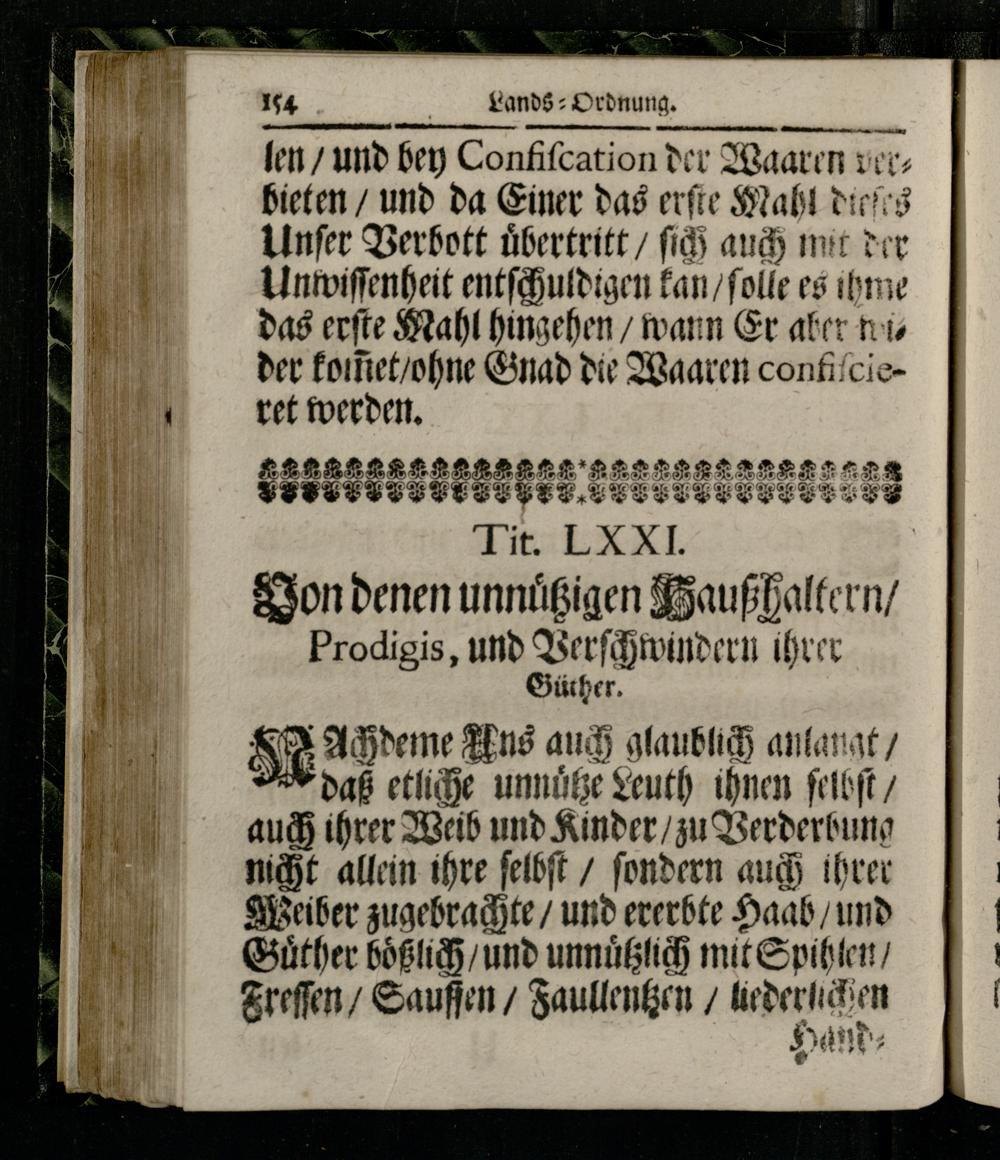 154 Lands-Ordnung.
len / und bey Confiſcation der Waaren ver-
bieten / und da Einer das erſte Mahl dieſes
Unſer Verbott übertritt / ſich auch mit der
Unwiſſenheit entſchuldigen kan / ſolle es ihme
das erſte Mahl hingehen / wann Er aber wi-
der kom̃et / ohne Gnad die Waaren confiſcie-
ret werden.
Tit. LXXI.
Von denen unnützigen Haußhaltern /
Prodigis, und Verſchwindern ihrer
Güther.
NAchdeme Uns auch glaublich anlangt /
daß etliche unnütze Leuth ihnen ſelbſt /
auch ihrer Weib und Kinder / zu Verderbung
nicht allein ihre ſelbſt / ſondern auch ihrer
Weiber zugebrachte / und ererbte Haab / und
Güther bößlich / und unnützlich mit Spihlen /
Freſſen / Sauffen / Faullentzen / liederlichen
Hand-